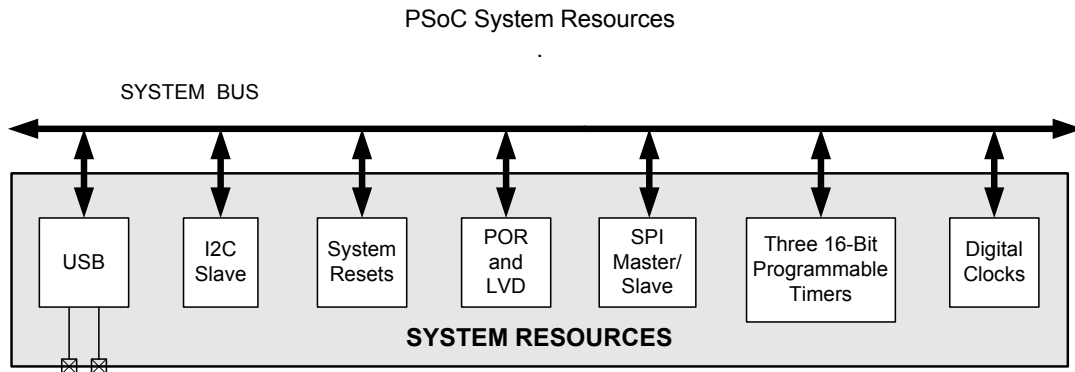 PSoC System Resources
.
SYSTEM BUS
USB
I2C
Slave
System
Resets
POR
and
LVD
SPI
Master/
Slave
Three 16-Bit
Programmable
Timers
Digital
Clocks
SYSTEM RESOURCES